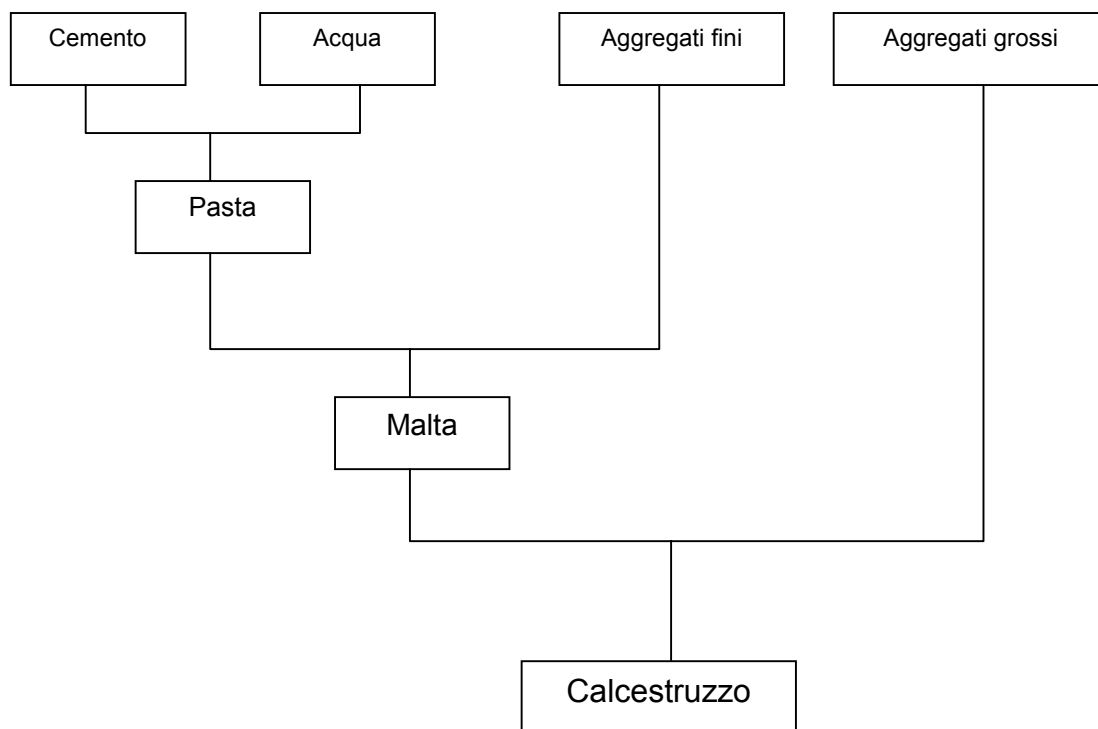 Cemento
Acqua
Aggregati fini
Aggregati grossi
Pasta
Malta
Calcestruzzo